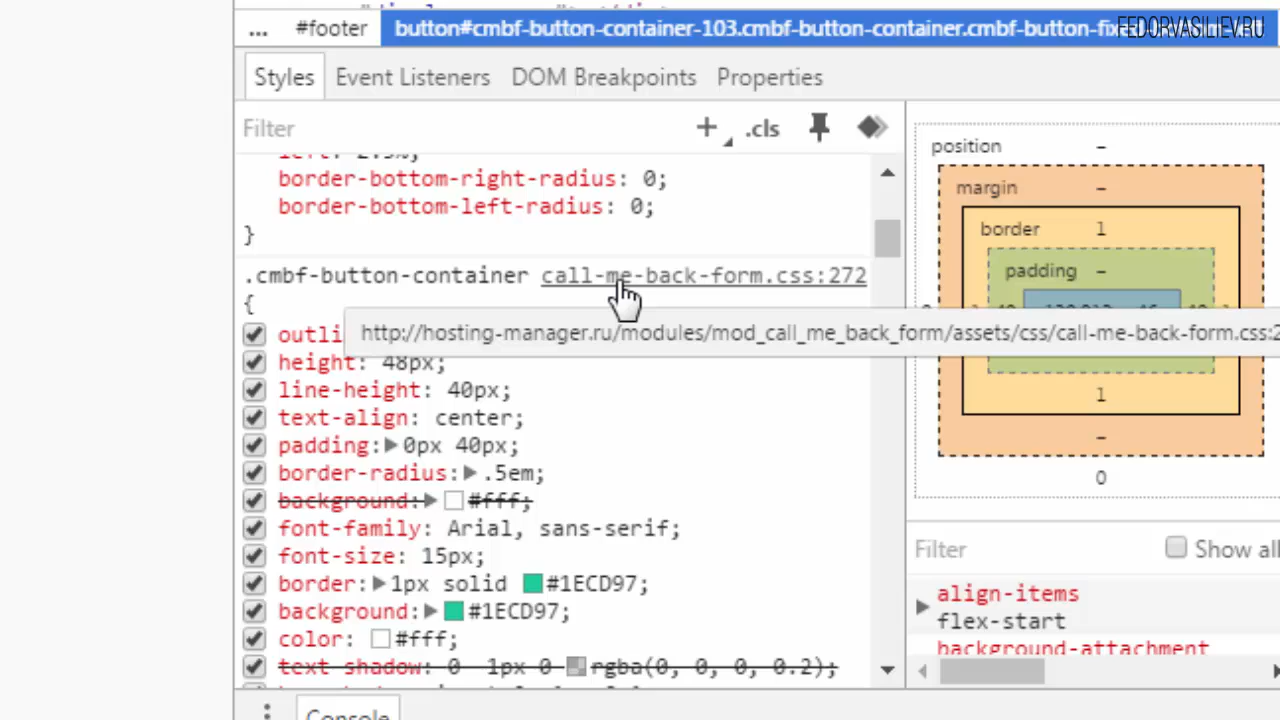 ... #footer button#cmbf-button-container-103.cmbf-button-container.cmbf-button-fixed
FEDORVASILIEV.RU
Styles Event Listeners DOM Breakpoints Properties
Filter + .cls
left: 2.5%;
border-bottom-right-radius: 0;
border-bottom-left-radius: 0;
}
.cmbf-button-container call-me-back-form.css:272
{
http://hosting-manager.ru/modules/mod_call_me_back_form/assets/css/call-me-back-form.css:2
outli
height: 48px;
line-height: 40px;
text-align: center;
padding: 0px 40px;
border-radius: .5em;
background: #fff;
font-family: Arial, sans-serif;
font-size: 15px;
border: 1px solid #1ECD97;
background: #1ECD97;
color: #fff;
text-shadow: 0 1px 0 rgba(0, 0, 0, 0.2);
position –
margin –
border 1
padding –
1
–
0
Filter Show all
align-items
flex-start
background-attachment
Console